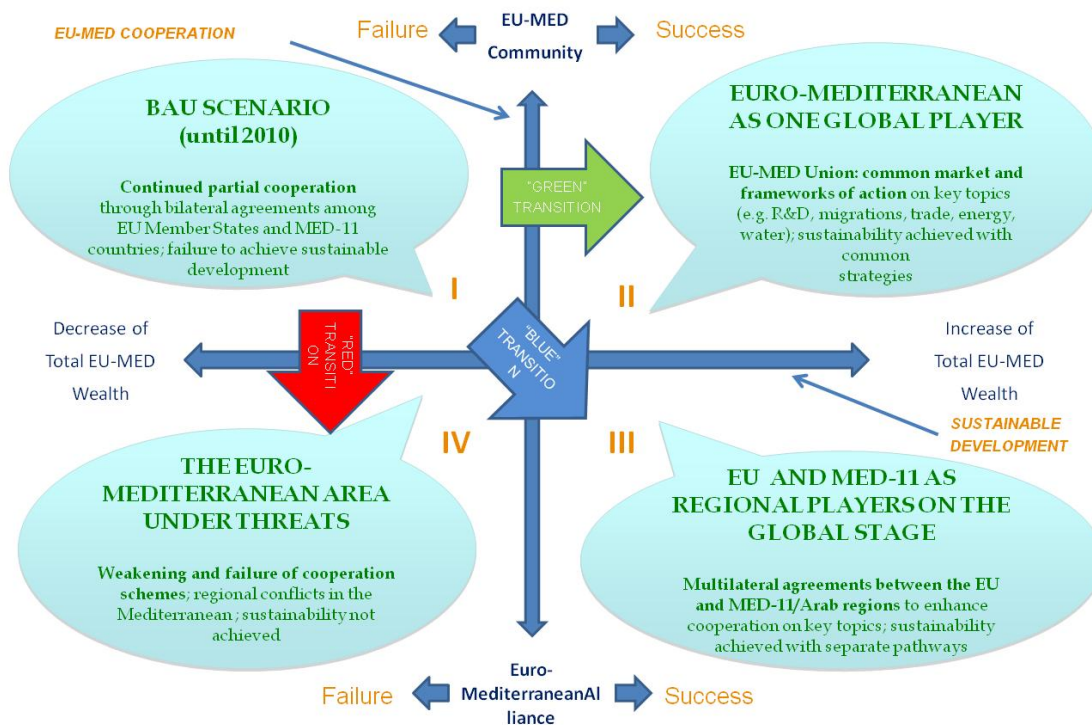 EU-MED COOPERATION
Failure
EU-MED
Community
Success
BAU SCENARIO
(until 2010)
Continued partial cooperation
through bilateral agreements among
EU Member States and MED-11
countries; failure to achieve sustainable
development
I
"GREEN"
TRANSITION
EURO-MEDITERRANEAN
AS ONE GLOBAL PLAYER
EU-MED Union: common market and
frameworks of action on key topics
(e.g. R&D, migrations, trade, energy,
water); sustainability achieved with
common
strategies
II
Decrease of
Total EU-MED
Wealth
"RED"
TRANSITI
ON
"BLUE"
TRANSITIO
N
Increase of
Total EU-MED
Wealth
SUSTAINABLE
DEVELOPMENT
IV
THE EURO-
MEDITERRANEAN AREA
UNDER THREATS
Weakening and failure of cooperation
schemes; regional conflicts in the
Mediterranean; sustainability not
achieved
III
EU AND MED-11 AS
REGIONAL PLAYERS ON THE
GLOBAL STAGE
Multilateral agreements between the EU
and MED-11/Arab regions to enhance
cooperation on key topics; sustainability
achieved with separate pathways
Failure
Euro-
MediterraneanAl
liance
Success